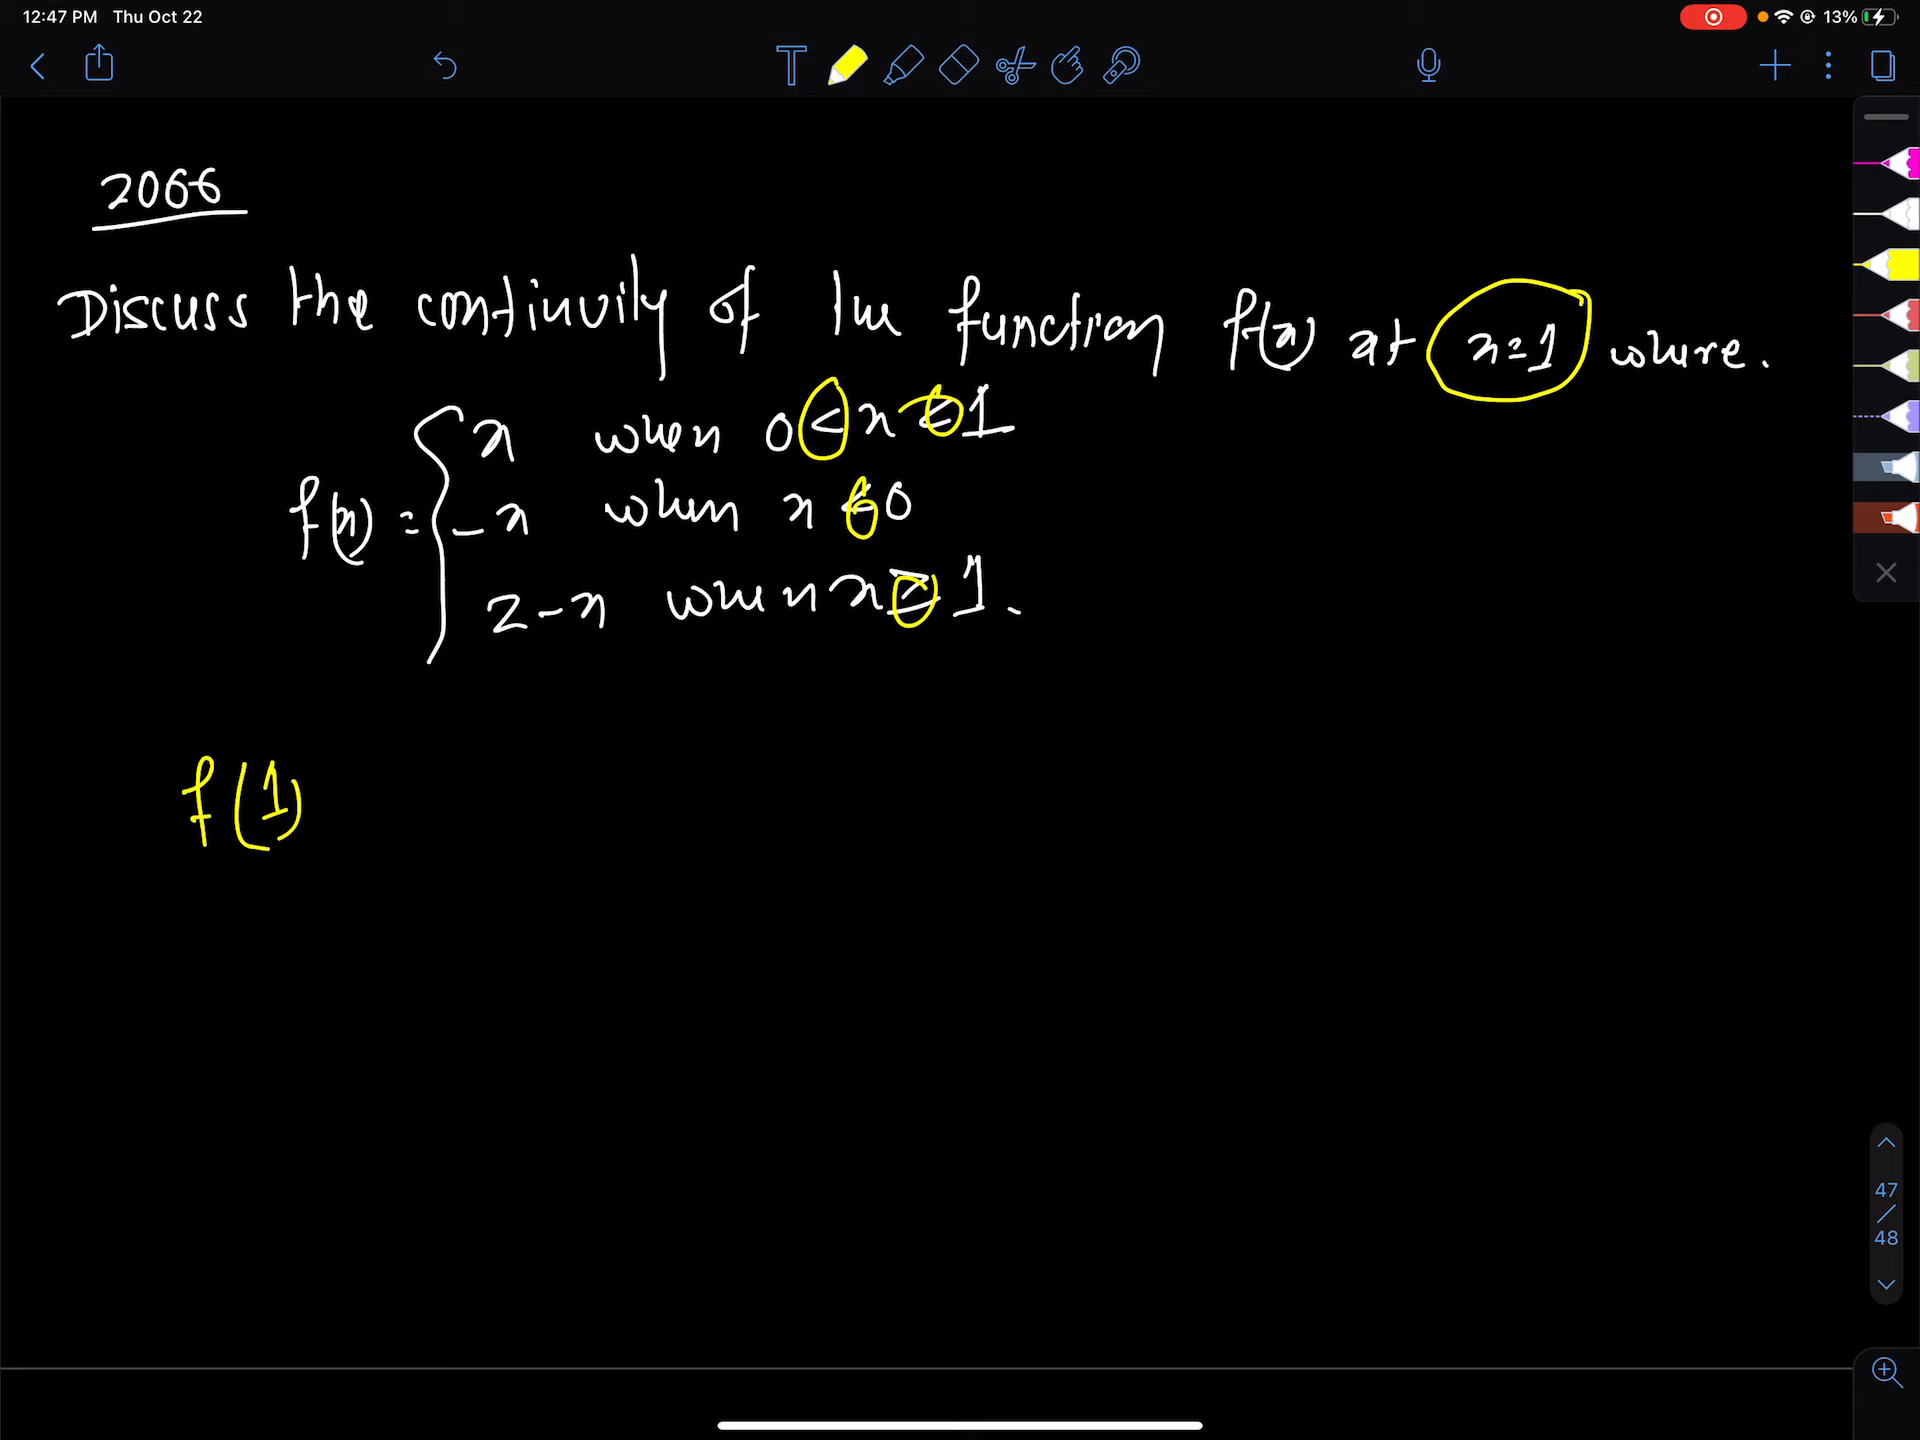 12:47 PM Thu Oct 22 13%
2066
Discuss the continuity of the function f(x) at x=1 where.
x when 0<x<1
f(x) = -x when x<0
2-x when x≥1.
f(1)
47
/
48